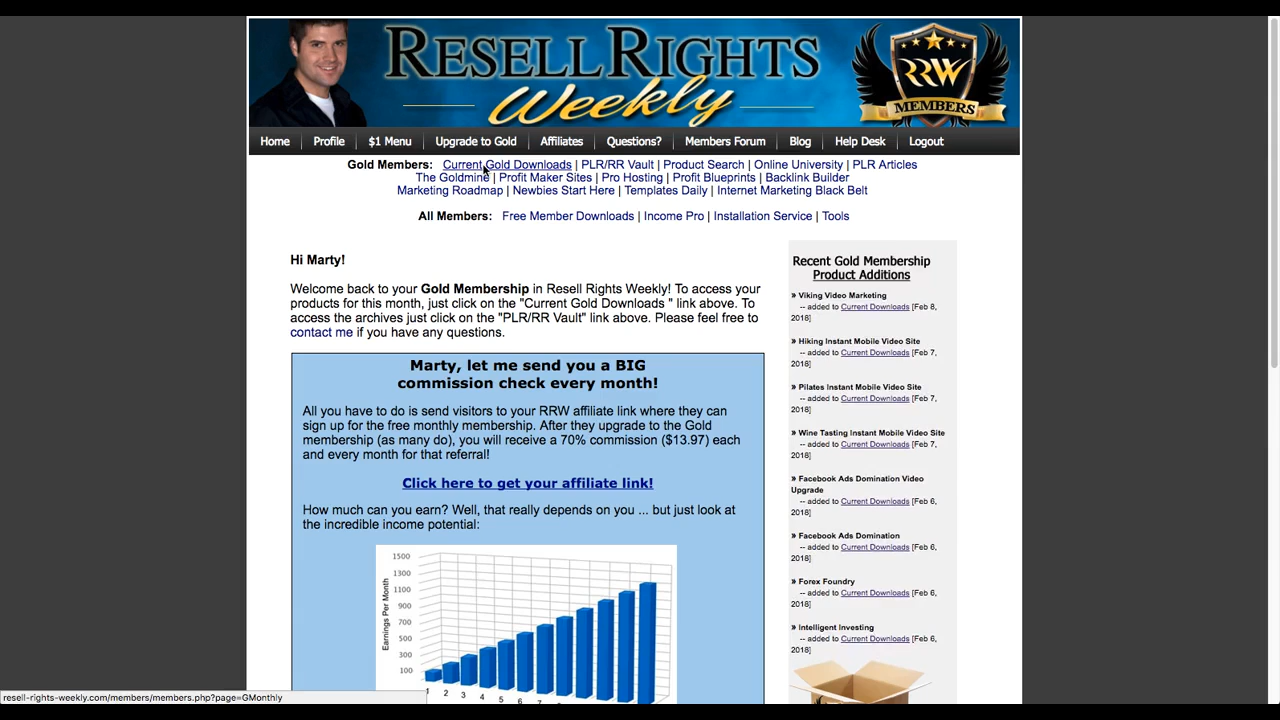 RESELL RIGHTS
Weekly
RRW
MEMBERS
Home | Profile | $1 Menu | Upgrade to Gold | Affiliates | Questions? | Members Forum | Blog | Help Desk | Logout
Gold Members: Current Gold Downloads | PLR/RR Vault | Product Search | Online University | PLR Articles
The Goldmine | Profit Maker Sites | Pro Hosting | Profit Blueprints | Backlink Builder
Marketing Roadmap | Newbies Start Here | Templates Daily | Internet Marketing Black Belt
All Members: Free Member Downloads | Income Pro | Installation Service | Tools
Hi Marty!
Welcome back to your Gold Membership in Resell Rights Weekly! To access your
products for this month, just click on the "Current Gold Downloads " link above. To
access the archives just click on the "PLR/RR Vault" link above. Please feel free to
contact me if you have any questions.
Marty, let me send you a BIG
commission check every month!
All you have to do is send visitors to your RRW affiliate link where they can
sign up for the free monthly membership. After they upgrade to the Gold
membership (as many do), you will receive a 70% commission ($13.97) each
and every month for that referral!
Click here to get your affiliate link!
How much can you earn? Well, that really depends on you ... but just look at
the incredible income potential:
Earnings Per Month
1500
1300
1100
900
700
500
300
100
1 2 3 4 5 6 7
Recent Gold Membership
Product Additions
» Viking Video Marketing
-- added to Current Downloads [Feb 8,
2018]
» Hiking Instant Mobile Video Site
-- added to Current Downloads [Feb 7,
2018]
» Pilates Instant Mobile Video Site
-- added to Current Downloads [Feb 7,
2018]
» Wine Tasting Instant Mobile Video Site
-- added to Current Downloads [Feb 7,
2018]
» Facebook Ads Domination Video
Upgrade
-- added to Current Downloads [Feb 6,
2018]
» Facebook Ads Domination
-- added to Current Downloads [Feb 6,
2018]
» Forex Foundry
-- added to Current Downloads [Feb 6,
2018]
» Intelligent Investing
-- added to Current Downloads [Feb 6,
2018]
resell-rights-weekly.com/members/members.php?page=GMonthly